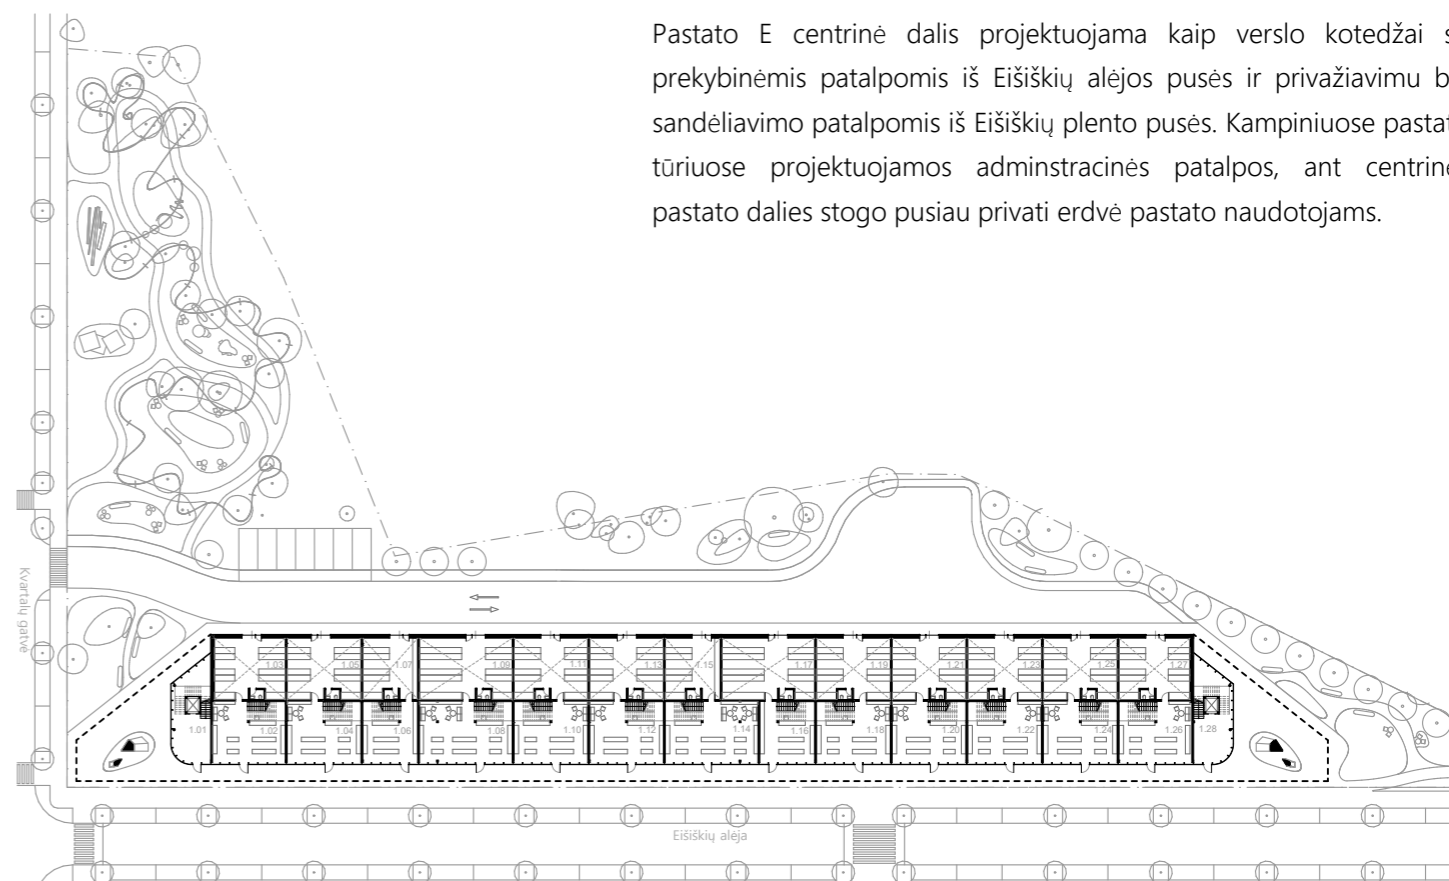 Pastato E centrinė dalis projektuojama kaip verslo kotedžai s
prekybinėmis patalpomis iš Eišiškių alėjos pusės ir privažiavimu b
sandėliavimo patalpomis iš Eišiškių plento pusės. Kampiniuose pastat
tūriuose projektuojamos adminstracinės patalpos, ant centrinė
pastato dalies stogo pusiau privati erdvė pastato naudotojams.
Kvartalų gatvė
1.03 1.05 1.07 1.09 1.11 1.13 1.15 1.17 1.19 1.21 1.23 1.25 1.27
1.01 1.02 1.04 1.06 1.08 1.10 1.12 1.14 1.16 1.18 1.20 1.22 1.24 1.26 1.28
Eišiškių alėja